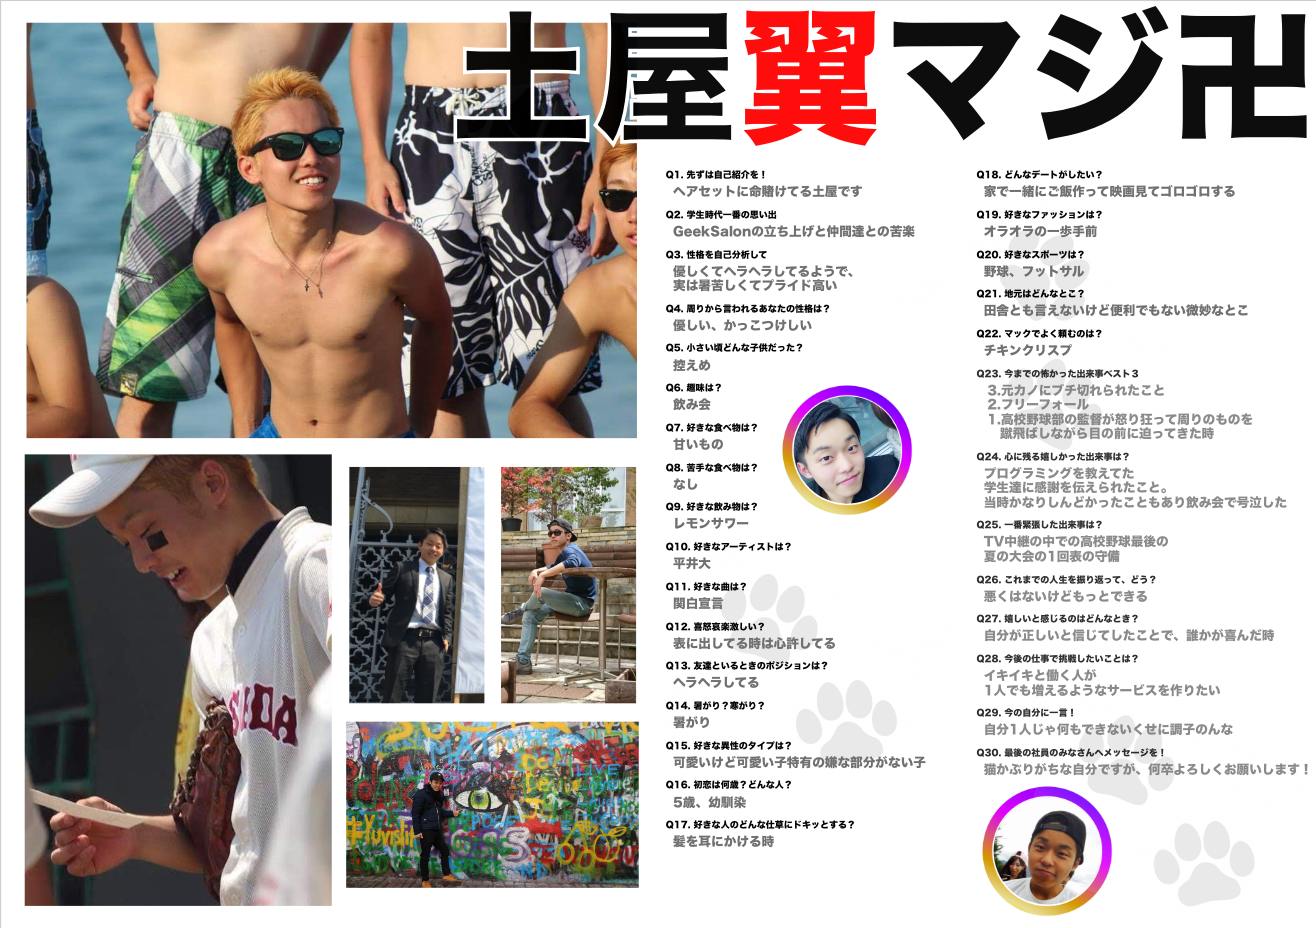 土屋翼マジ卍
Q1. 先ずは自己紹介を！
ヘアセットに命賭けてる土屋です
Q2. 学生時代一番の思い出
GeekSalonの立ち上げと仲間達との苦楽
Q3. 性格を自己分析して
優しくてヘラヘラしてるようで、
実は暑苦しくてプライド高い
Q4. 周りから言われるあなたの性格は？
優しい、かっこつけしい
Q5. 小さい頃どんな子供だった？
控えめ
Q6. 趣味は？
飲み会
Q7. 好きな食べ物は？
甘いもの
Q8. 苦手な食べ物は？
なし
Q9. 好きな飲み物は？
レモンサワー
Q10. 好きなアーティストは？
平井大
Q11. 好きな曲は？
関白宣言
Q12. 喜怒哀楽激しい？
表に出してる時は心許してる
Q13. 友達といるときのポジションは？
ヘラヘラしてる
Q14. 暑がり？寒がり？
暑がり
Q15. 好きな異性のタイプは？
可愛いけど可愛い子特有の嫌な部分がない子
Q16. 初恋は何歳？どんな人？
5歳、幼馴染
Q17. 好きな人のどんな仕草にドキッとする？
髪を耳にかける時
Q18. どんなデートがしたい？
家で一緒にご飯作って映画見てゴロゴロする
Q19. 好きなファッションは？
オラオラの一歩手前
Q20. 好きなスポーツは？
野球、フットサル
Q21. 地元はどんなとこ？
田舎とも言えないけど便利でもない微妙なとこ
Q22. マックでよく頼むのは？
チキンクリスプ
Q23. 今までの怖かった出来事ベスト３
3.元カノにブチ切れられたこと
2.フリーフォール
1.高校野球部の監督が怒り狂って周りのものを
蹴飛ばしながら目の前に迫ってきた時
Q24. 心に残る嬉しかった出来事は？
プログラミングを教えてた
学生達に感謝を伝えられたこと。
当時かなりしんどかったこともあり飲み会で号泣した
Q25. 一番緊張した出来事は？
TV中継の中での高校野球最後の
夏の大会の1回表の守備
Q26. これまでの人生を振り返って、どう？
悪くはないけどもっとできる
Q27. 嬉しいと感じるのはどんなとき？
自分が正しいと信じてしたことで、誰かが喜んだ時
Q28. 今後の仕事で挑戦したいことは？
イキイキと働く人が
1人でも増えるようなサービスを作りたい
Q29. 今の自分に一言！
自分1人じゃ何もできないくせに調子のんな
Q30. 最後の社員のみなさんへメッセージを！
猫かぶりがちな自分ですが、何卒よろしくお願いします！